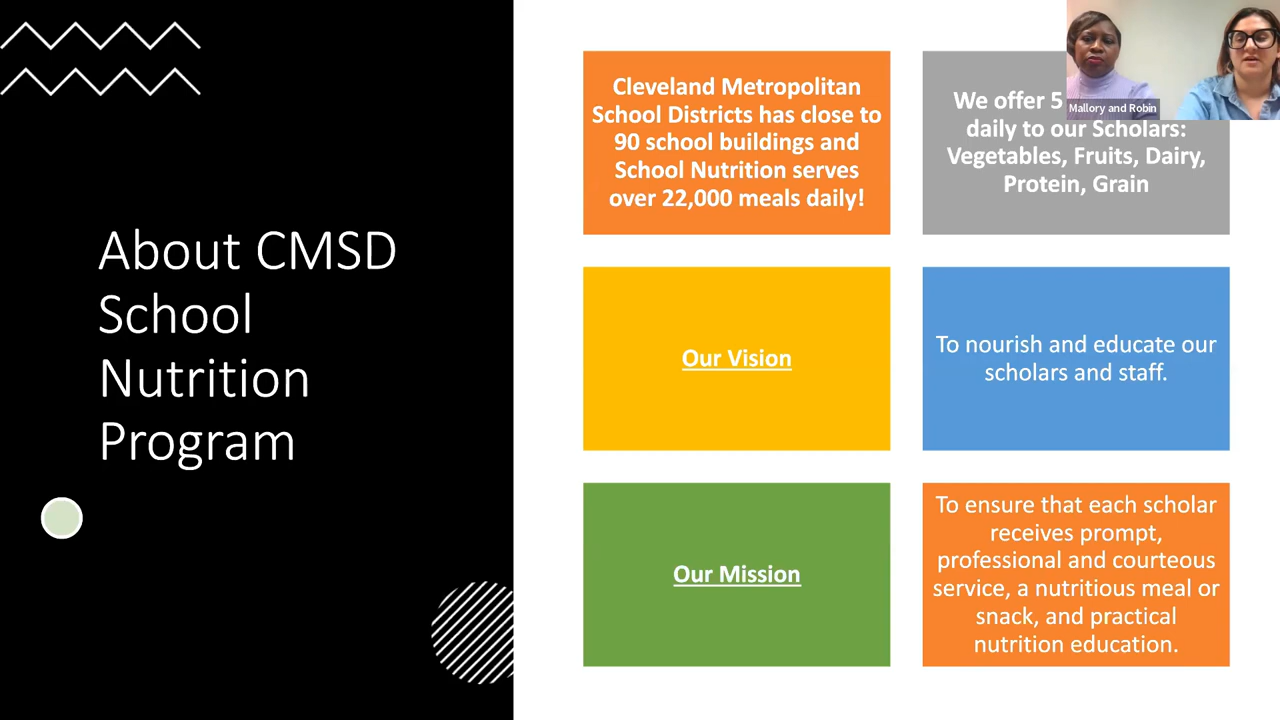 About CMSD
School
Nutrition
Program
Cleveland Metropolitan
School Districts has close to
90 school buildings and
School Nutrition serves
over 22,000 meals daily!
We offer 5
daily to our Scholars:
Vegetables, Fruits, Dairy,
Protein, Grain
Mallory and Robin
Our Vision
To nourish and educate our
scholars and staff.
Our Mission
To ensure that each scholar
receives prompt,
professional and courteous
service, a nutritious meal or
snack, and practical
nutrition education.